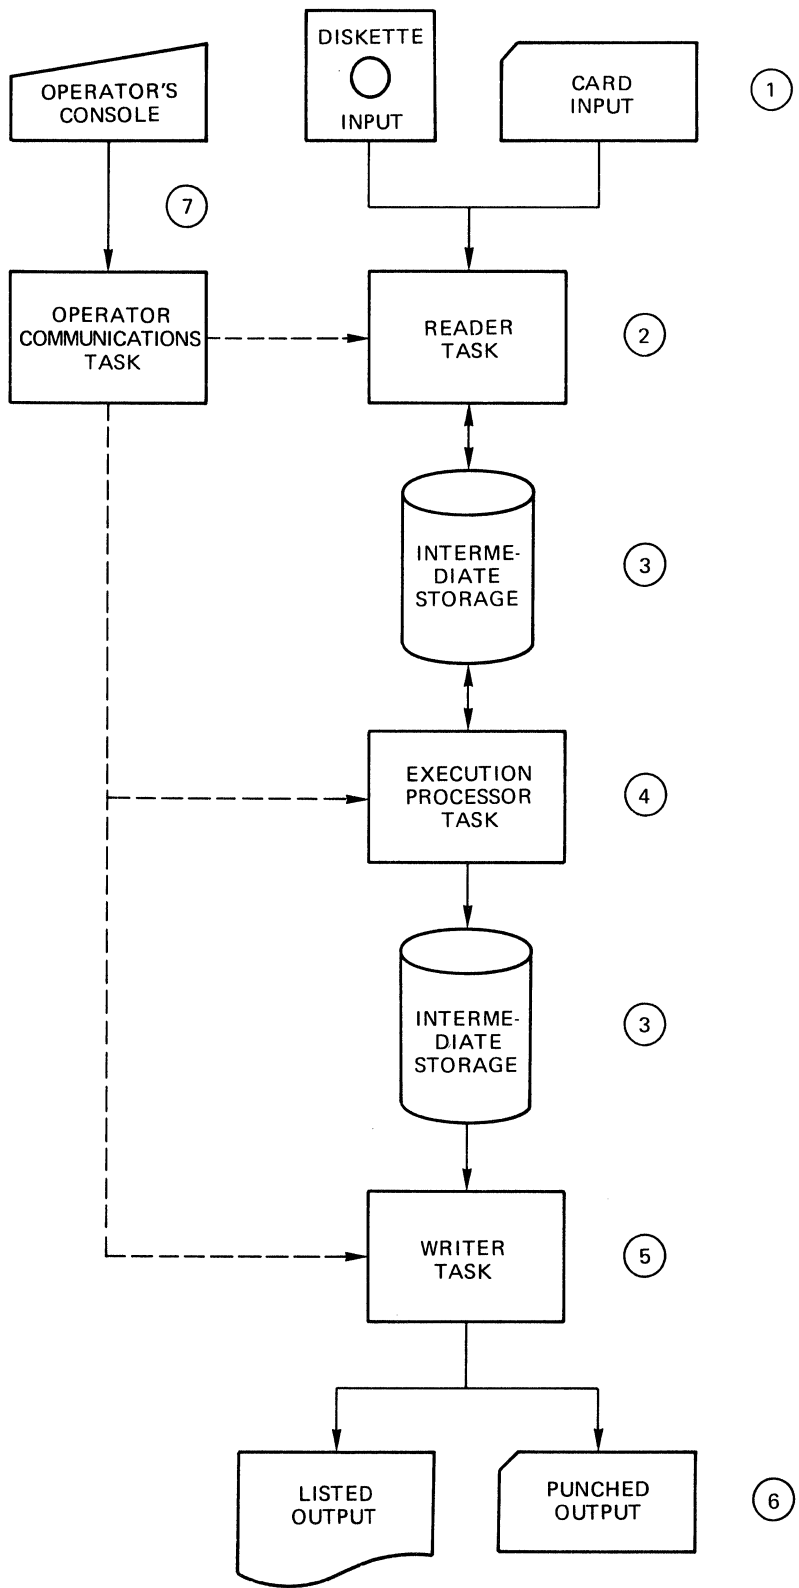 DISKETTE
INPUT
OPERATOR'S
CONSOLE
CARD
INPUT
1
7
OPERATOR
COMMUNICATIONS
TASK
READER
TASK
2
INTERME-
DIATE
STORAGE
3
EXECUTION
PROCESSOR
TASK
4
INTERME-
DIATE
STORAGE
3
WRITER
TASK
5
LISTED
OUTPUT
PUNCHED
OUTPUT
6